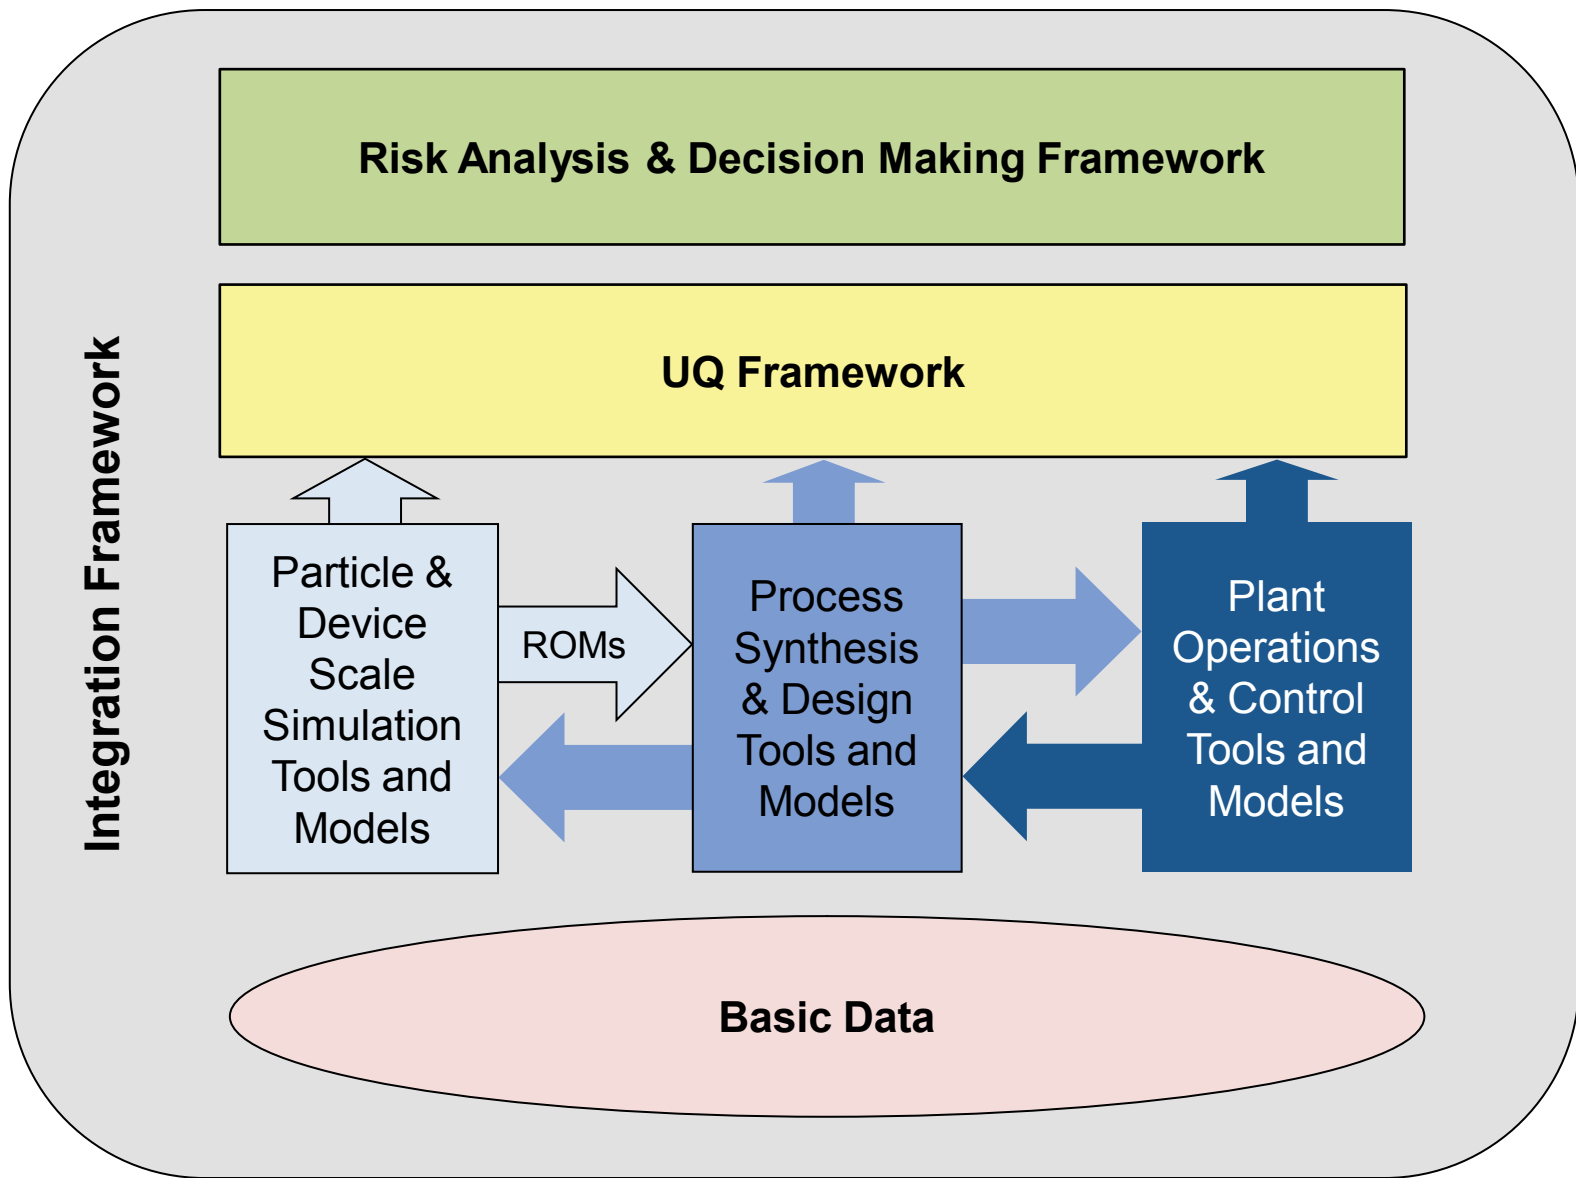 Risk Analysis & Decision Making Framework
UQ Framework
Integration Framework
Particle &
Device
Scale
Simulation
Tools and
Models
ROMs
Process
Synthesis
& Design
Tools and
Models
Plant
Operations
& Control
Tools and
Models
Basic Data